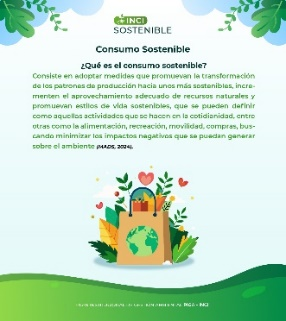 INCI
SOSTENIBLE
Consumo Sostenible
¿Qué es el consumo sostenible?
Consiste en adoptar medidas que promuevan la transformación
de los patrones de producción hacia unos más sostenibles, incre-
menten el aprovechamiento adecuado de recursos naturales y
promuevan estilos de vida sostenibles, que se pueden definir
como aquellas actividades que se hacen en la cotidianidad, entre
otras como la alimentación, recreación, movilidad, compras, bus-
cando minimizar los impactos negativos que se puedan generar
sobre el ambiente (MADS, 2024).
PIGA - INCI